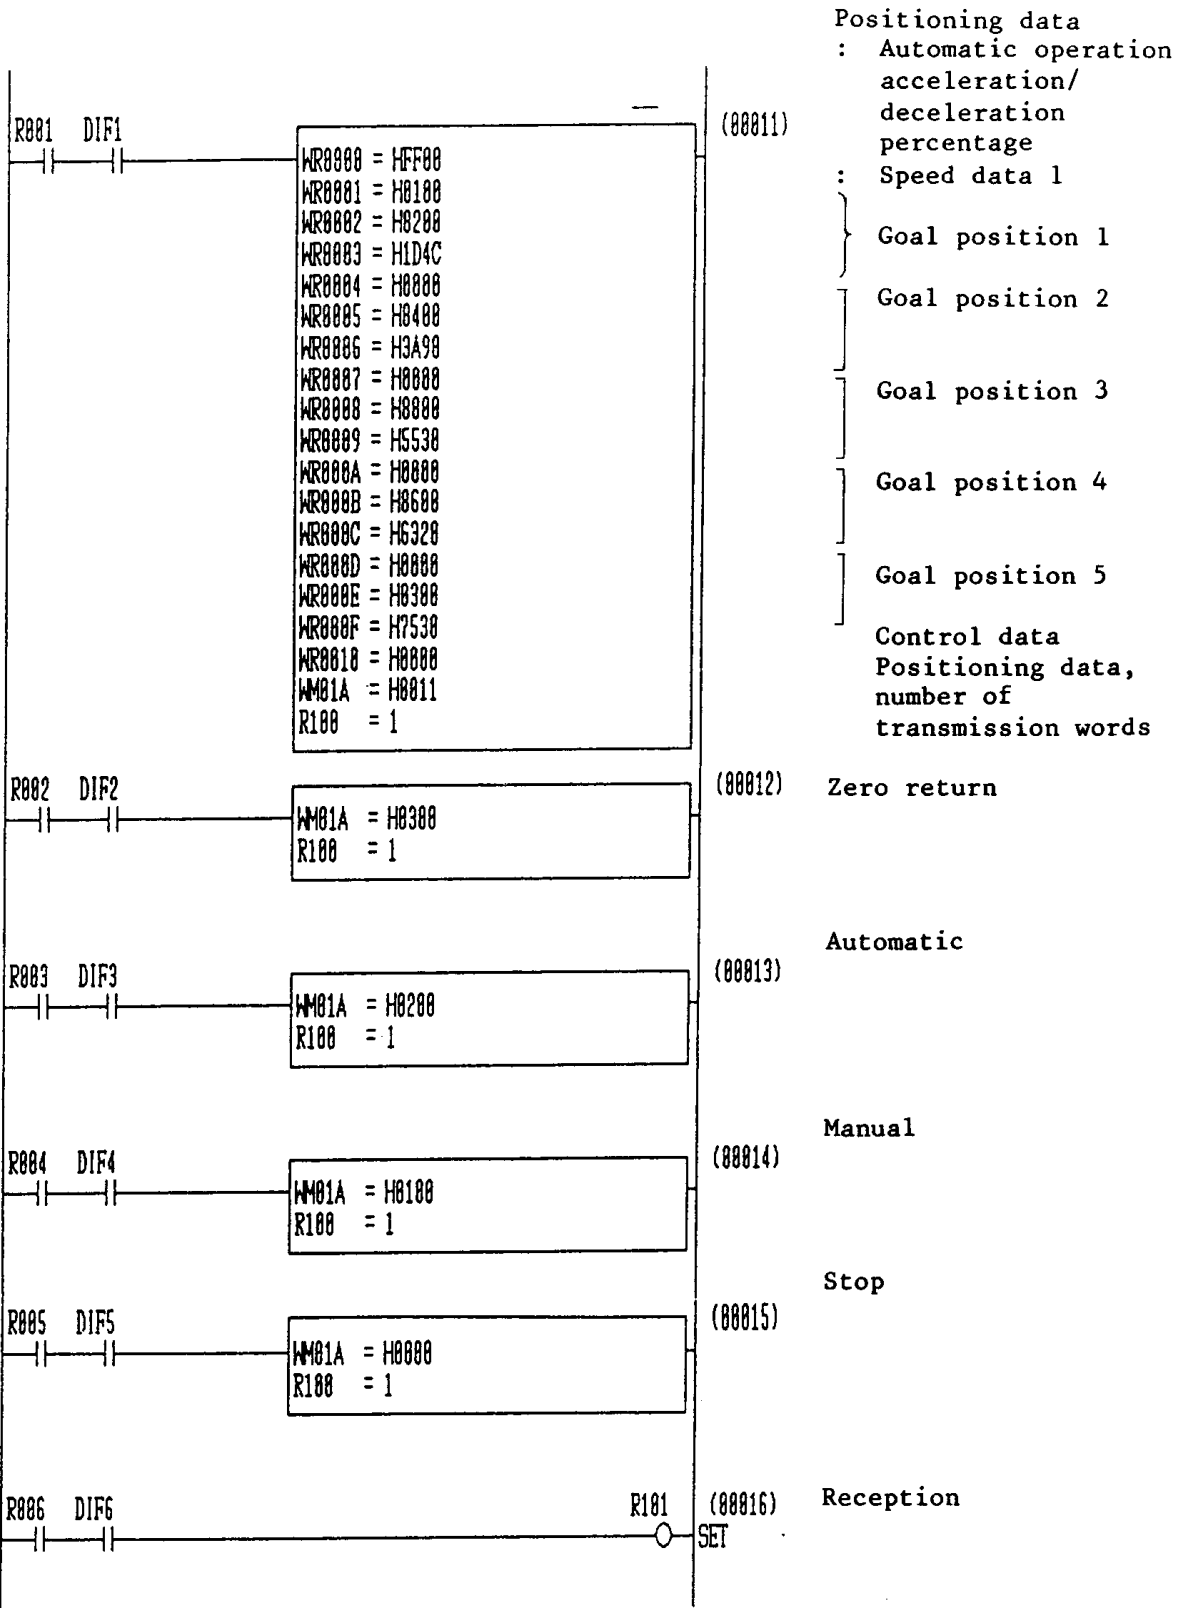 Positioning data
: Automatic operation
acceleration/
deceleration
percentage
R001 DIF1 (00011)
WR0000 = HFF00
WR0001 = H0100 : Speed data 1
WR0002 = H8200
WR0003 = H1D4C Goal position 1
WR0004 = H0000
WR0005 = H8400 Goal position 2
WR0006 = H3A98
WR0007 = H0000
WR0008 = H8800 Goal position 3
WR0009 = H5530
WR000A = H0000
WR000B = H8600 Goal position 4
WR000C = H6320
WR000D = H0000
WR000E = H0300 Goal position 5
WR000F = H7530
WR0010 = H0000
WM01A = H0011
R100 = 1
Control data
Positioning data,
number of
transmission words
R002 DIF2 (00012) Zero return
WM01A = H0300
R100 = 1
Automatic
R003 DIF3 (00013)
WM01A = H0200
R100 = 1
Manual
R004 DIF4 (00014)
WM01A = H0100
R100 = 1
Stop
R005 DIF5 (00015)
WM01A = H0000
R100 = 1
R006 DIF6 R101 (00016) Reception
SET